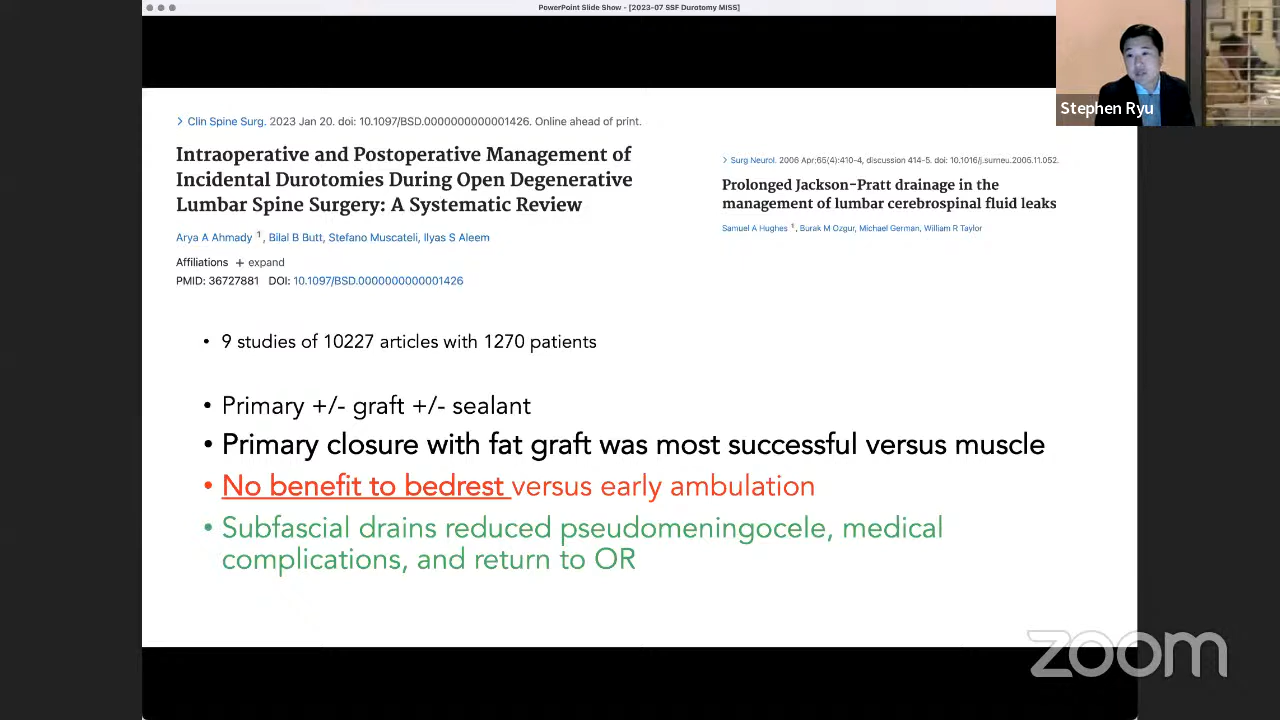 PowerPoint Slide Show - [2023-07 SSF Durotomy MISS]
Stephen Ryu
> Clin Spine Surg. 2023 Jan 20. doi: 10.1097/BSD.0000000000001426. Online ahead of print.
Intraoperative and Postoperative Management of
Incidental Durotomies During Open Degenerative
Lumbar Spine Surgery: A Systematic Review
Arya A Ahmady 1, Bilal B Butt, Stefano Muscateli, Ilyas S Aleem
Affiliations + expand
PMID: 36727881 DOI: 10.1097/BSD.0000000000001426
> Surg Neurol. 2006 Apr;65(4):410-4, discussion 414-5. doi: 10.1016/j.surneu.2005.11.052.
Prolonged Jackson-Pratt drainage in the
management of lumbar cerebrospinal fluid leaks
Samuel A Hughes 1, Burak M Ozgur, Michael German, William R Taylor
• 9 studies of 10227 articles with 1270 patients
• Primary +/- graft +/- sealant
• Primary closure with fat graft was most successful versus muscle
• No benefit to bedrest versus early ambulation
• Subfascial drains reduced pseudomeningocele, medical
complications, and return to OR
zoom